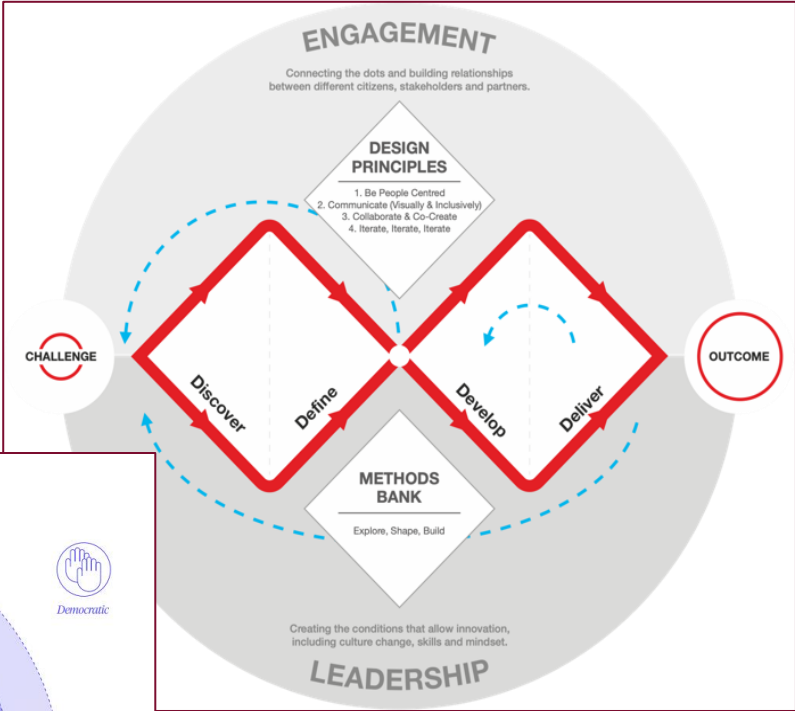 ENGAGEMENT
Connecting the dots and building relationships
between different citizens, stakeholders and partners.
DESIGN
PRINCIPLES
1. Be People Centred
2. Communicate (Visually & Inclusively)
3. Collaborate & Co-Create
4. Iterate, Iterate, Iterate
CHALLENGE
OUTCOME
Discover
Define
Develop
Deliver
METHODS
BANK
Explore, Shape, Build
Democratic
Creating the conditions that allow innovation,
including culture change, skills and mindset.
LEADERSHIP